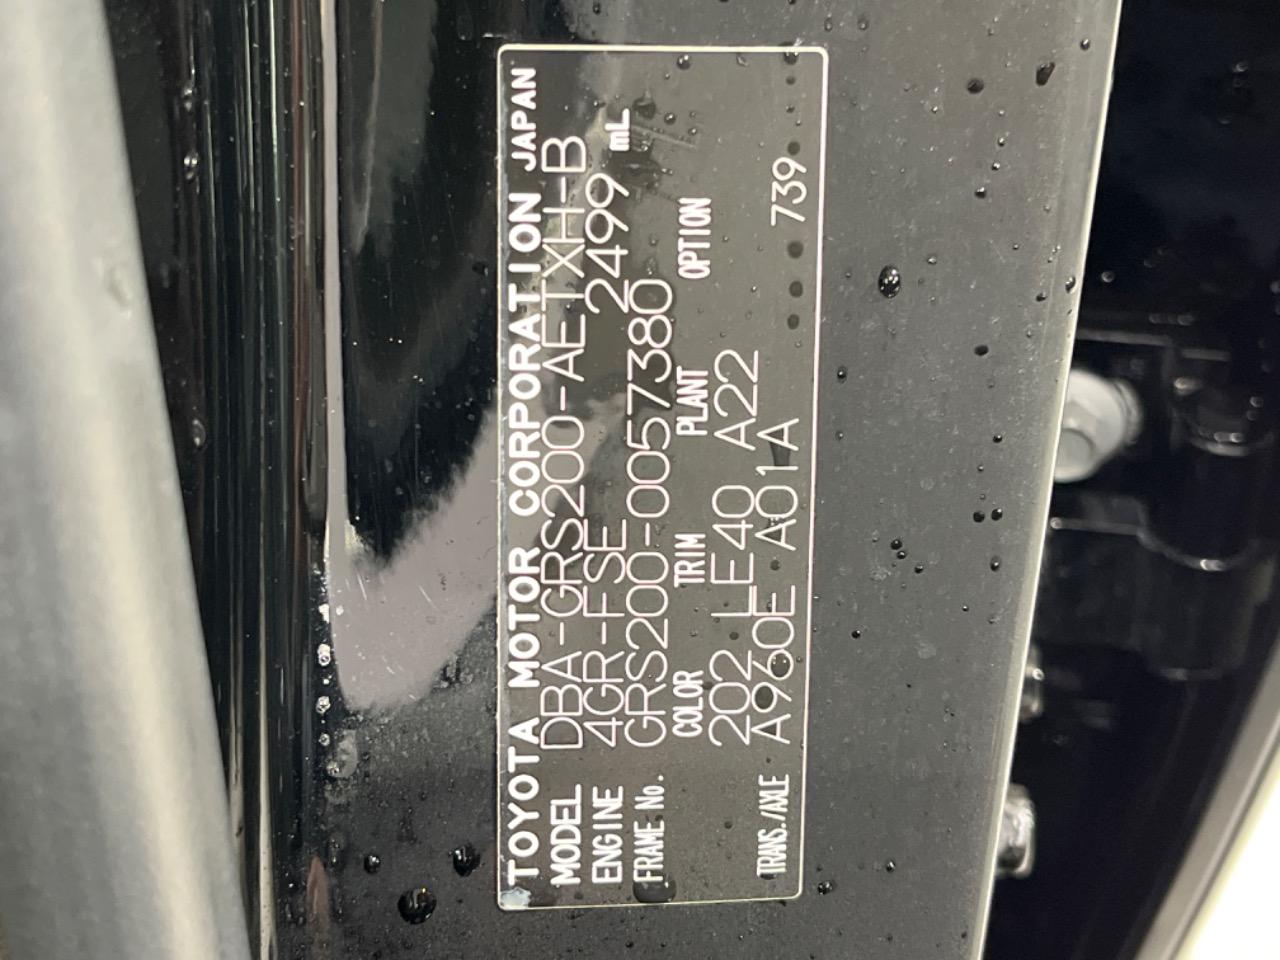 TOYOTA MOTOR CORPORATION JAPAN
MODEL DBA-GRS200-AETXH-B
ENGINE 4GR-FSE 2499 mL
FRAME No. GRS200-0057380
COLOR TRIM PLANT OPTION
202 LE40 A22
TRANS./AXLE A960E A01A 739